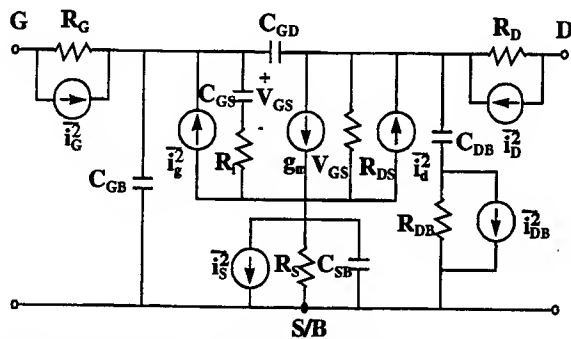 G
R_G
C_GD
R_D
D
i_G^2
C_GS
+
V_GS
i_g^2
R_I
g_m V_GS
R_DS
i_d^2
C_DB
i_D^2
C_GB
R_DB
i_DB^2
i_S^2
R_S
C_SB
S/B